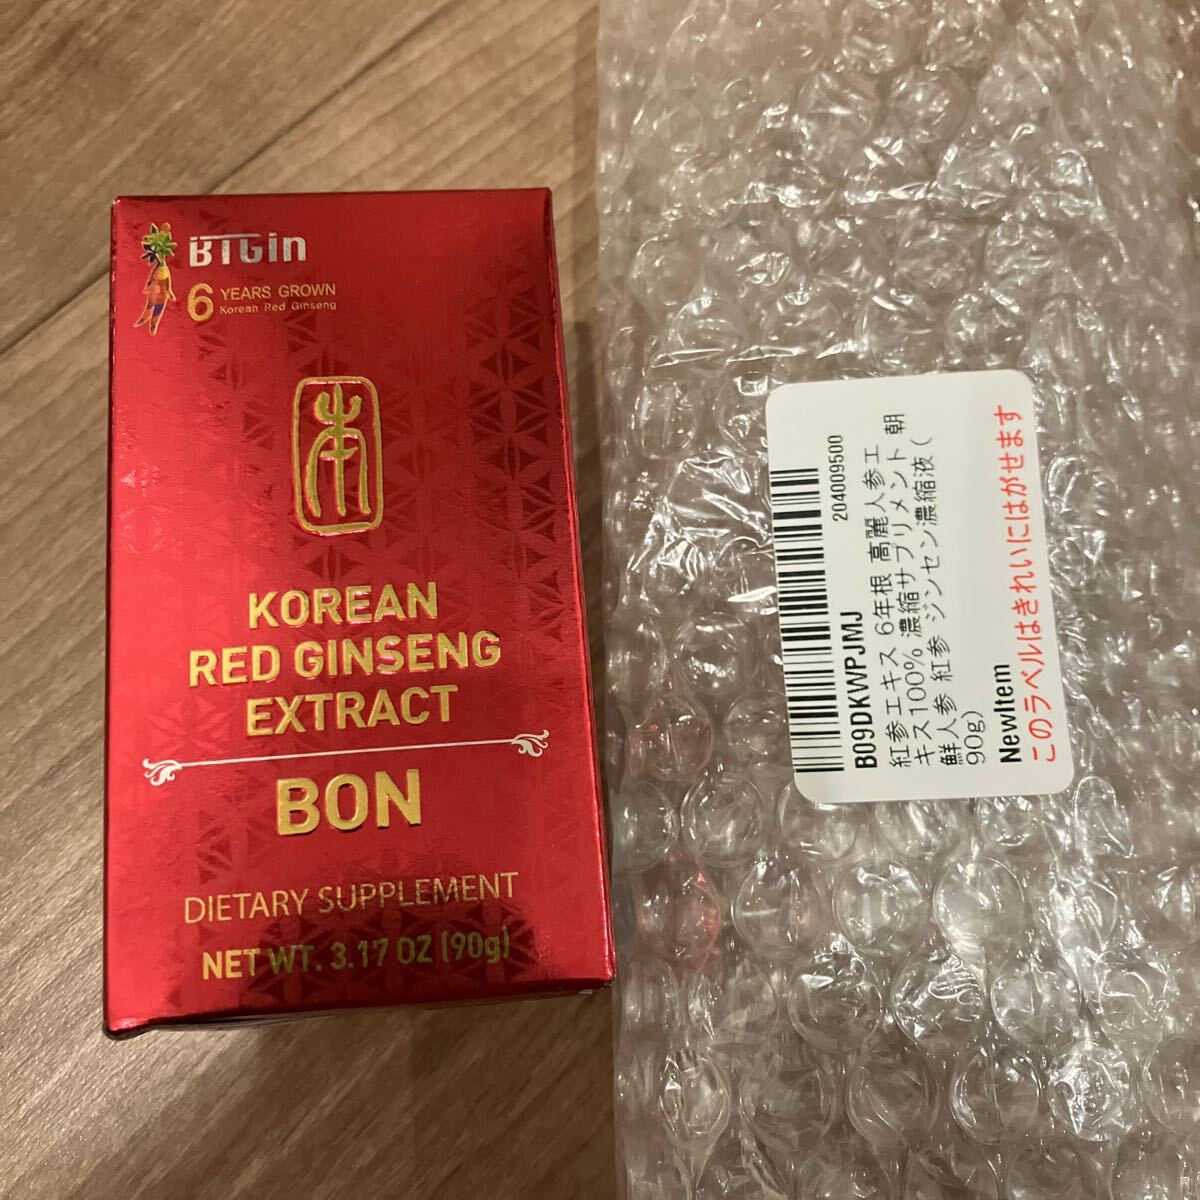 RTGin
6 YEARS GROWN
Korean Red Ginseng
本
KOREAN
RED GINSENG
EXTRACT
BON
DIETARY SUPPLEMENT
NET WT. 3.17 OZ (90g)
204009500
B09DKWPJMJ
紅参エキス 6年根 高麗人参エ
キス100% 濃縮サプリメント 朝
鮮人参 紅参 ジンセン濃縮液 (
90g)
NewItem
このラベルはきれいにはがせます